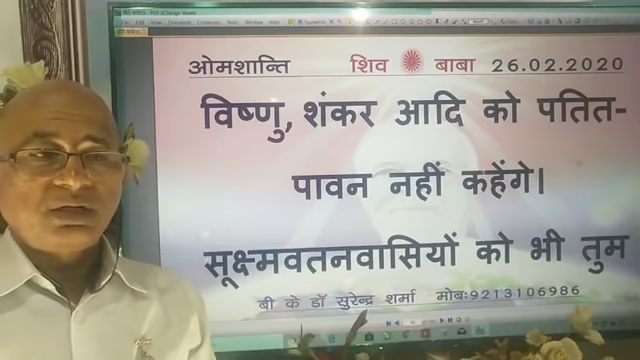 ओमशान्ति शिव बाबा 26.02.2020
विष्णु, शंकर आदि को पतित-
पावन नहीं कहेंगे।
सूक्ष्मवतनवासियों को भी तुम
बी के डॉ सुरेन्द्र शर्मा मोबः9213106986